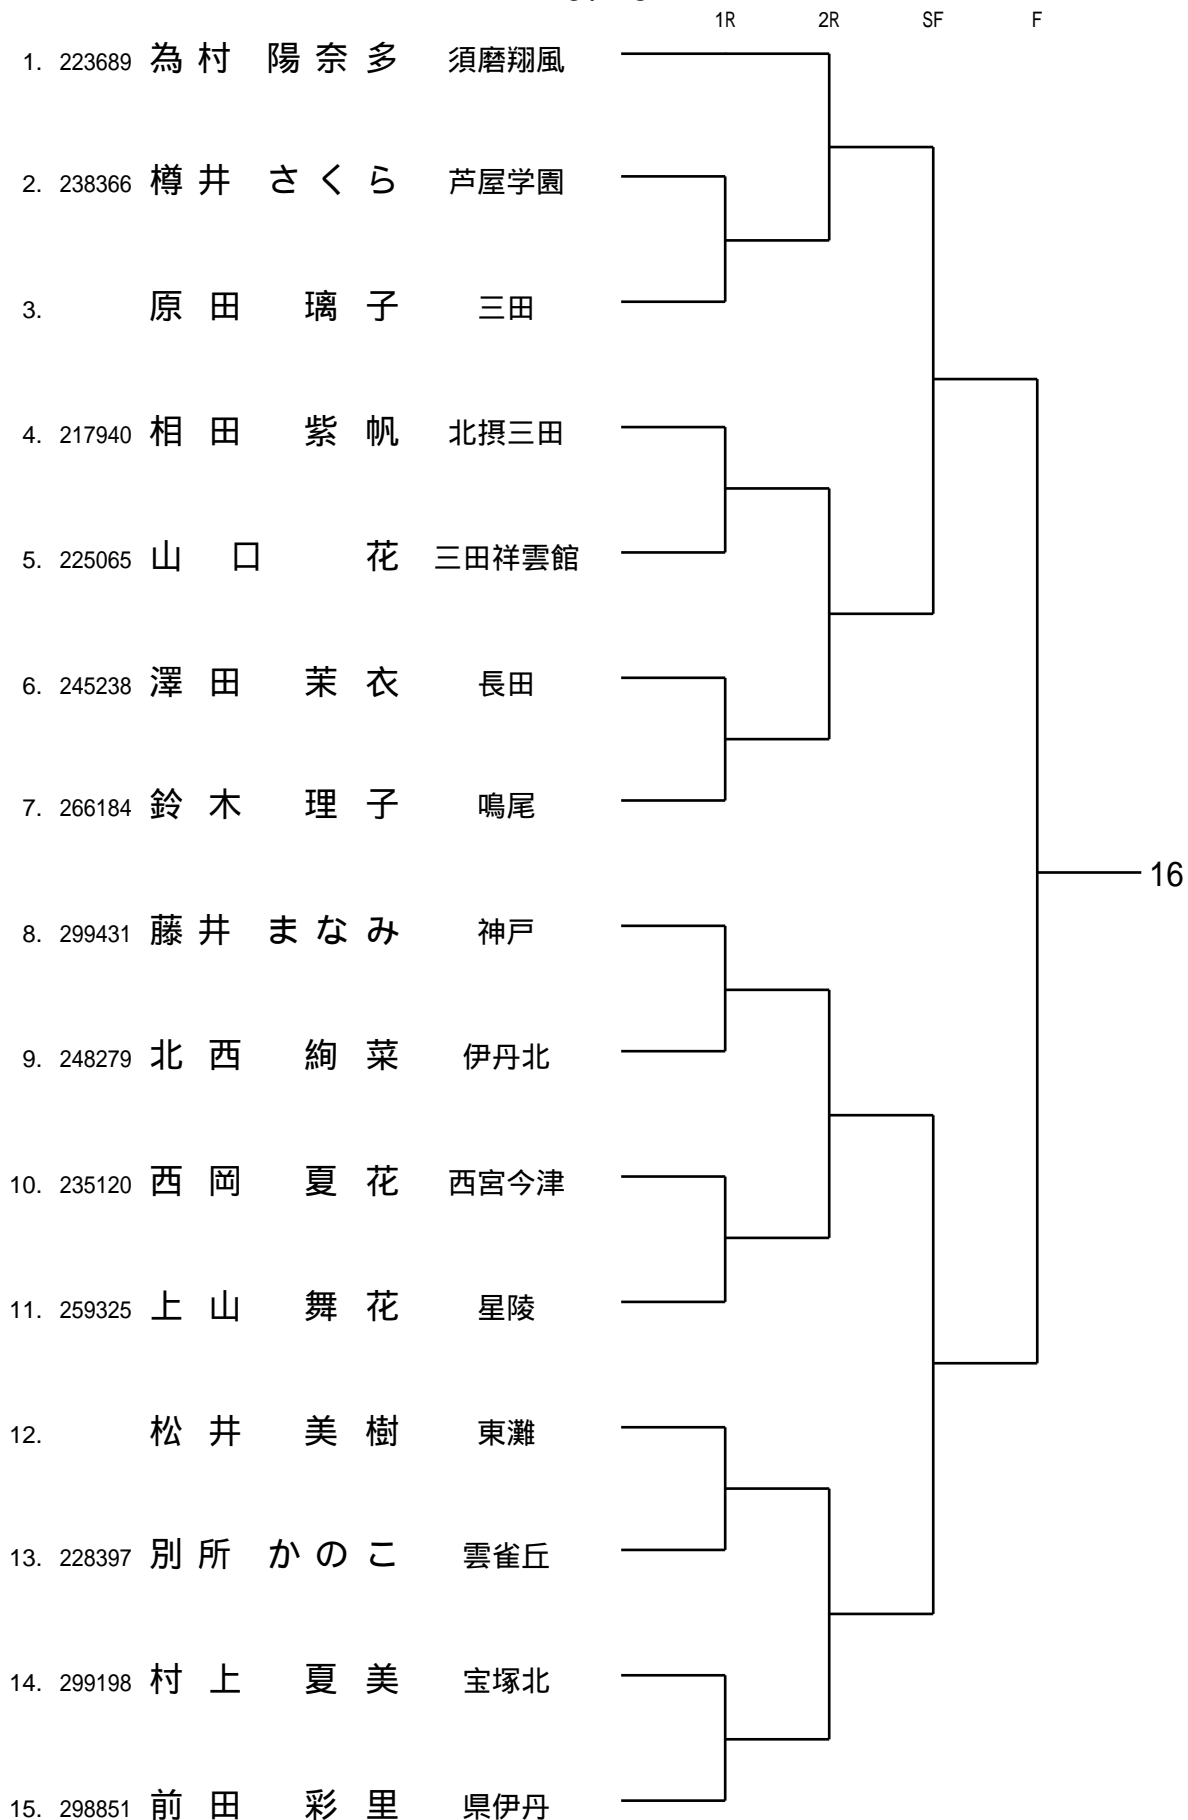 1R 2R SF F
1. 223689 為村 陽奈多 須磨翔風
2. 238366 樽井 さくら 芦屋学園
3. 原田 璃子 三田
4. 217940 相田 紫帆 北摂三田
5. 225065 山口 花 三田祥雲館
6. 245238 澤田 茉衣 長田
7. 266184 鈴木 理子 鳴尾
16
8. 299431 藤井 まなみ 神戸
9. 248279 北西 絢菜 伊丹北
10. 235120 西岡 夏花 西宮今津
11. 259325 上山 舞花 星陵
12. 松井 美樹 東灘
13. 228397 別所 かのこ 雲雀丘
14. 299198 村上 夏美 宝塚北
15. 298851 前田 彩里 県伊丹